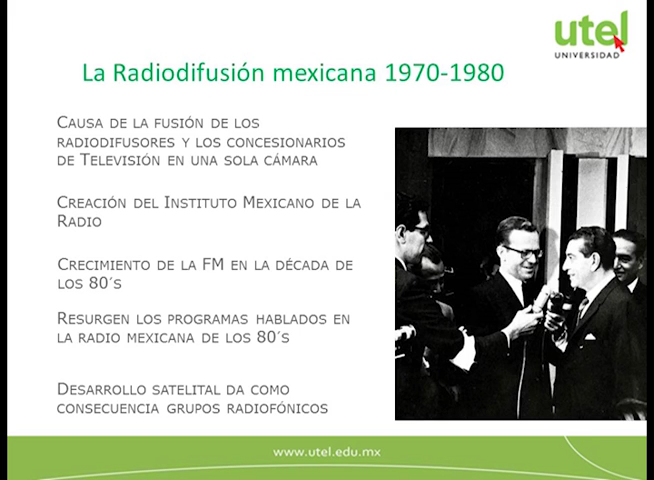 utel
UNIVERSIDAD
La Radiodifusión mexicana 1970-1980
CAUSA DE LA FUSIÓN DE LOS
RADIODIFUSORES Y LOS CONCESIONARIOS
DE TELEVISIÓN EN UNA SOLA CÁMARA
CREACIÓN DEL INSTITUTO MEXICANO DE LA
RADIO
CRECIMIENTO DE LA FM EN LA DÉCADA DE
LOS 80´S
RESURGEN LOS PROGRAMAS HABLADOS EN
LA RADIO MEXICANA DE LOS 80´S
DESARROLLO SATELITAL DA COMO
CONSECUENCIA GRUPOS RADIOFÓNICOS
www.utel.edu.mx